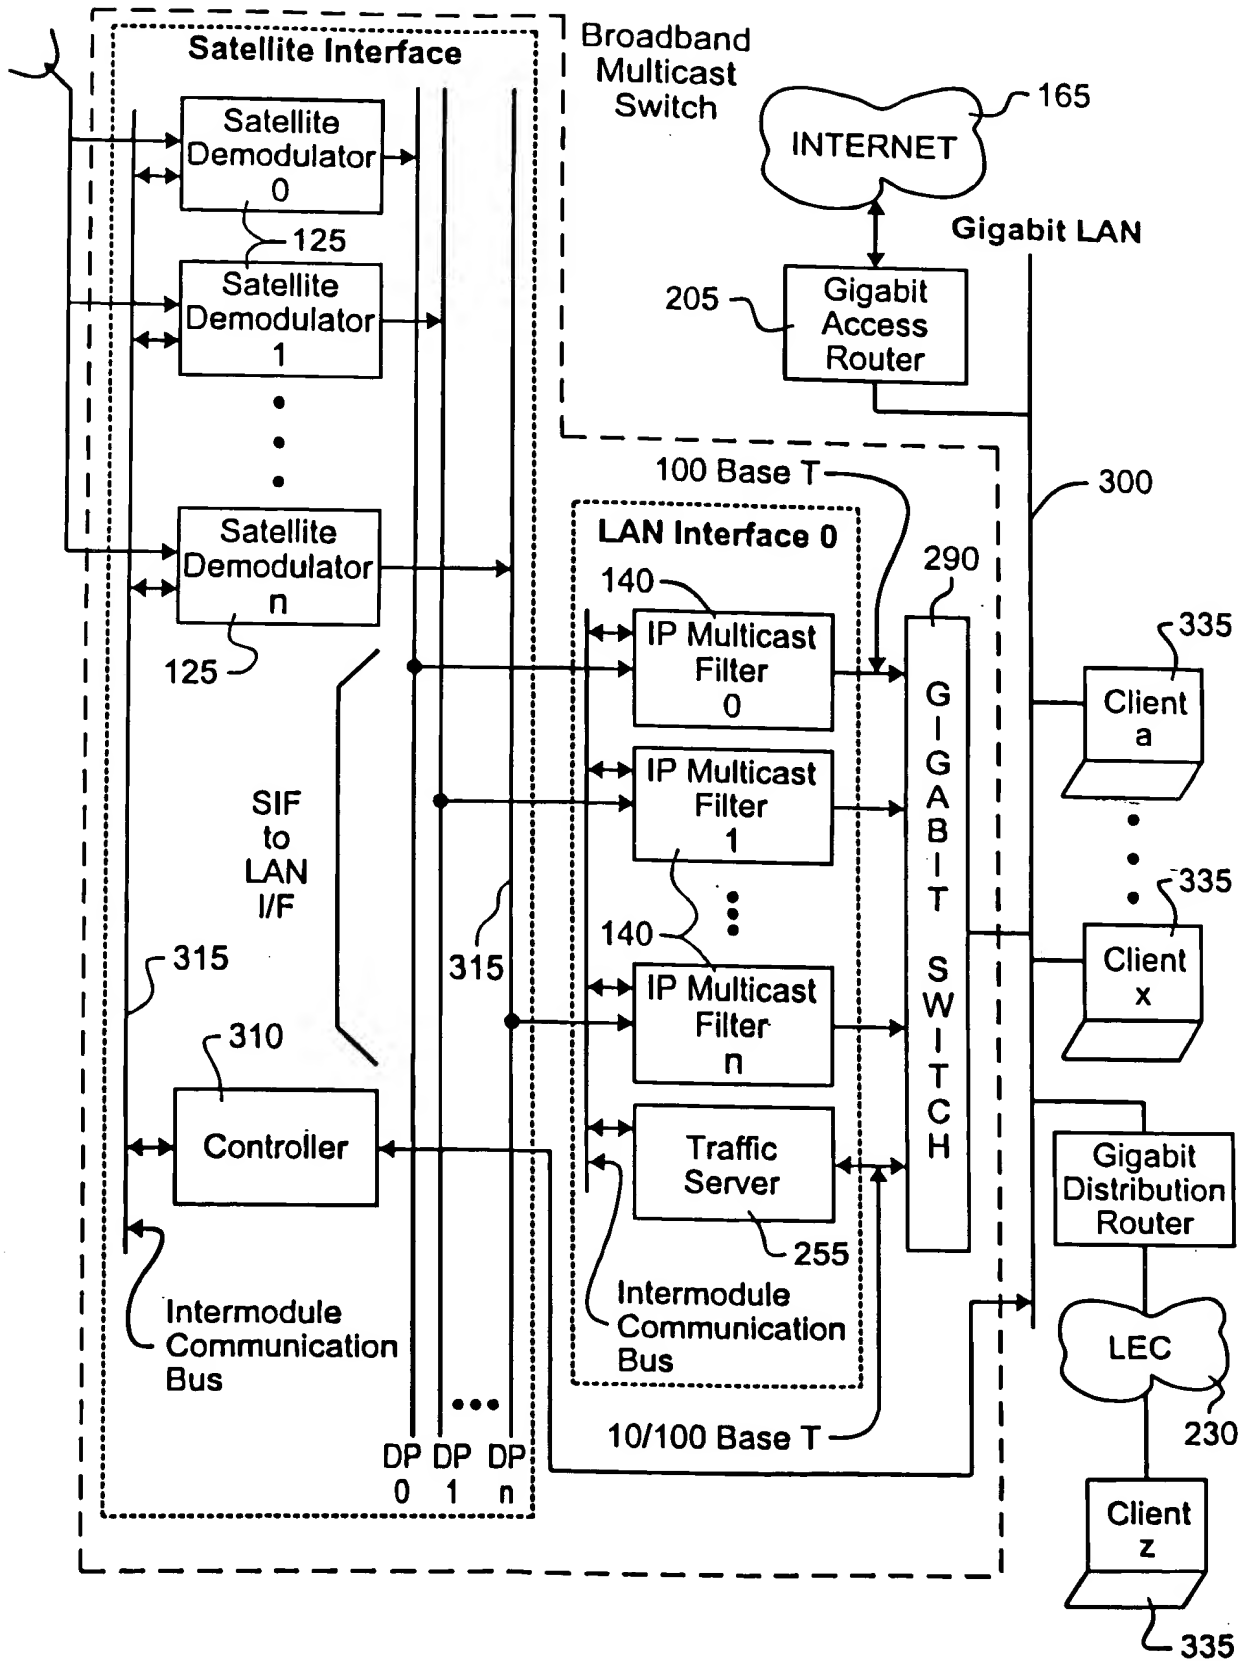 Satellite Interface
Broadband
Multicast
Switch
Satellite
Demodulator
0
125
Satellite
Demodulator
1
Satellite
Demodulator
n
125
INTERNET
165
Gigabit LAN
205
Gigabit
Access
Router
100 Base T
300
LAN Interface 0
140
290
IP Multicast
Filter
0
IP Multicast
Filter
1
140
IP Multicast
Filter
n
Traffic
Server
255
GIGABIT SWITCH
335
Client
a
335
Client
x
SIF
to
LAN
I/F
315
315
310
Controller
Intermodule
Communication
Bus
Intermodule
Communication
Bus
Gigabit
Distribution
Router
LEC
230
10/100 Base T
DP DP DP
0 1 n
Client
z
335